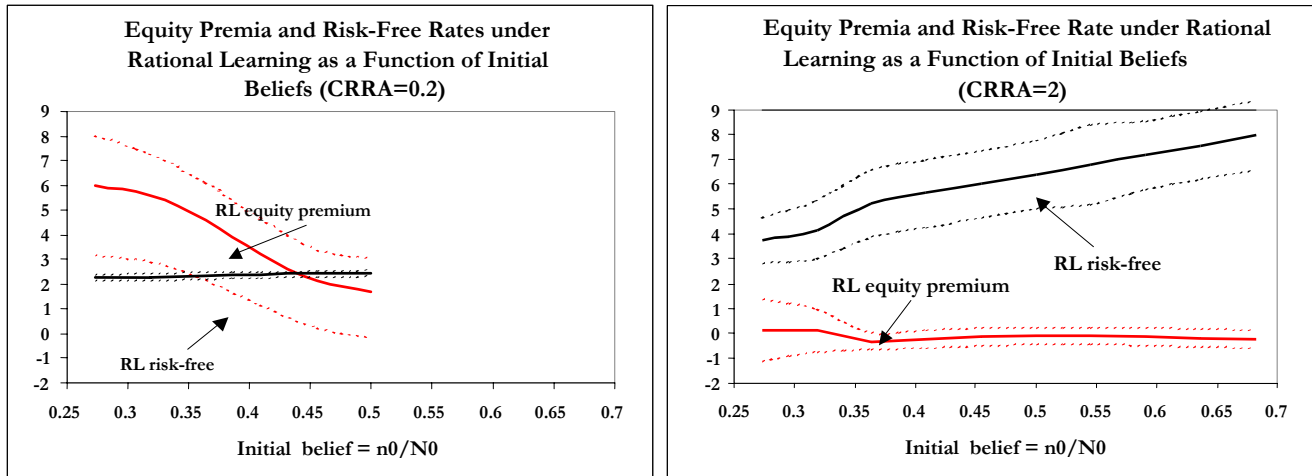 Equity Premia and Risk-Free Rates under
Rational Learning as a Function of Initial
Beliefs (CRRA=0.2)
9
8
7
6
5
4
3
2
1
0
-1
-2
RL equity premium
RL risk-free
0.25 0.3 0.35 0.4 0.45 0.5 0.55 0.6 0.65 0.7
Initial belief = n0/N0
Equity Premia and Risk-Free Rate under Rational
Learning as a Function of Initial Beliefs
(CRRA=2)
9
8
7
6
5
4
3
2
1
0
-1
-2
RL risk-free
RL equity premium
0.25 0.3 0.35 0.4 0.45 0.5 0.55 0.6 0.65 0.7
Initial belief = n0/N0